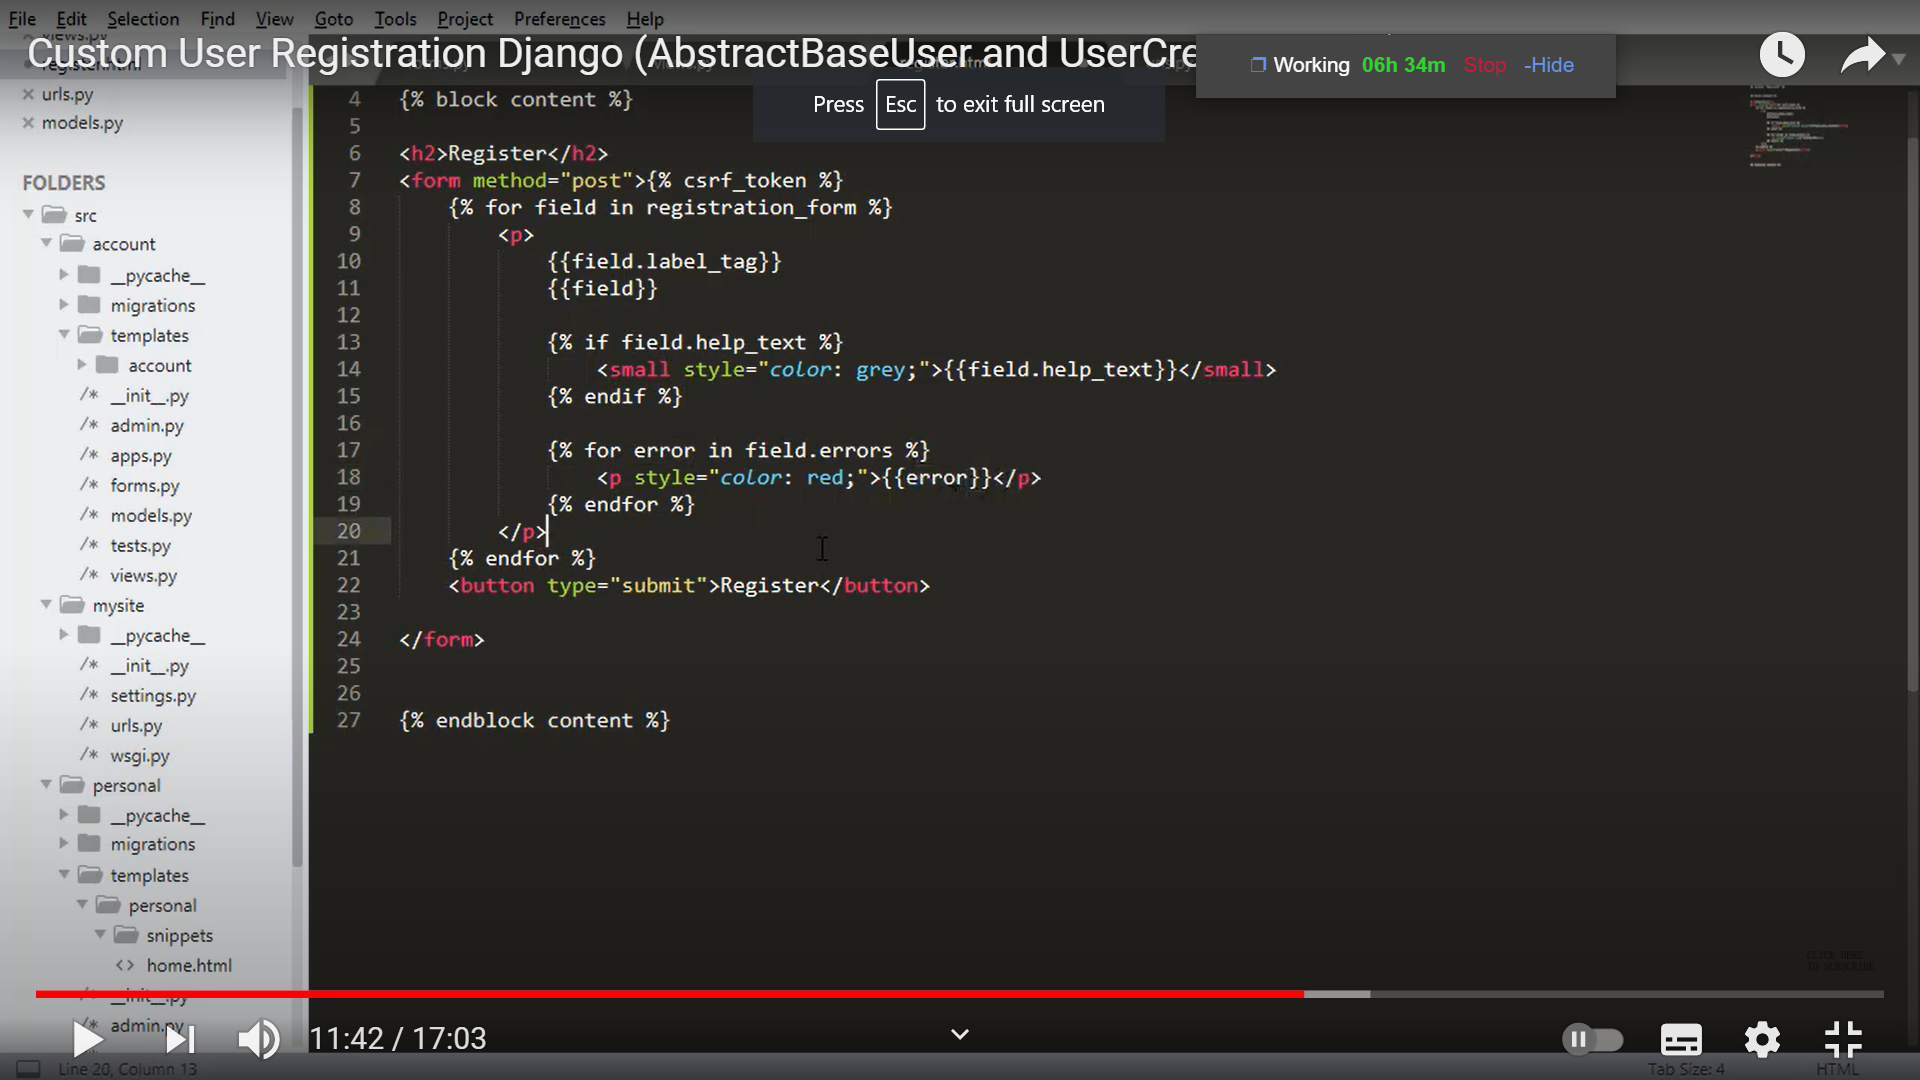 File Edit Selection Find View Goto Tools Project Preferences Help
views.py
Custom User Registration Django (AbstractBaseUser and UserCre
register.html
Working 06h 34m Stop -Hide
Press Esc to exit full screen
urls.py
models.py
FOLDERS
src
account
__pycache__
migrations
templates
account
/* __init__.py
/* admin.py
/* apps.py
/* forms.py
/* models.py
/* tests.py
/* views.py
mysite
__pycache__
/* __init__.py
/* settings.py
/* urls.py
/* wsgi.py
personal
__pycache__
migrations
templates
personal
snippets
<> home.html
/* __init__.py
/* admin.py
4 {% block content %}
5
6 <h2>Register</h2>
7 <form method="post">{% csrf_token %}
8 {% for field in registration_form %}
9 <p>
10 {{field.label_tag}}
11 {{field}}
12
13 {% if field.help_text %}
14 <small style="color: grey;">{{field.help_text}}</small>
15 {% endif %}
16
17 {% for error in field.errors %}
18 <p style="color: red;">{{error}}</p>
19 {% endfor %}
20 </p>
21 {% endfor %}
22 <button type="submit">Register</button>
23
24 </form>
25
26
27 {% endblock content %}
CLICK HERE
TO SUBSCRIBE
11:42 / 17:03
Line 20, Column 13
Tab Size: 4
HTML